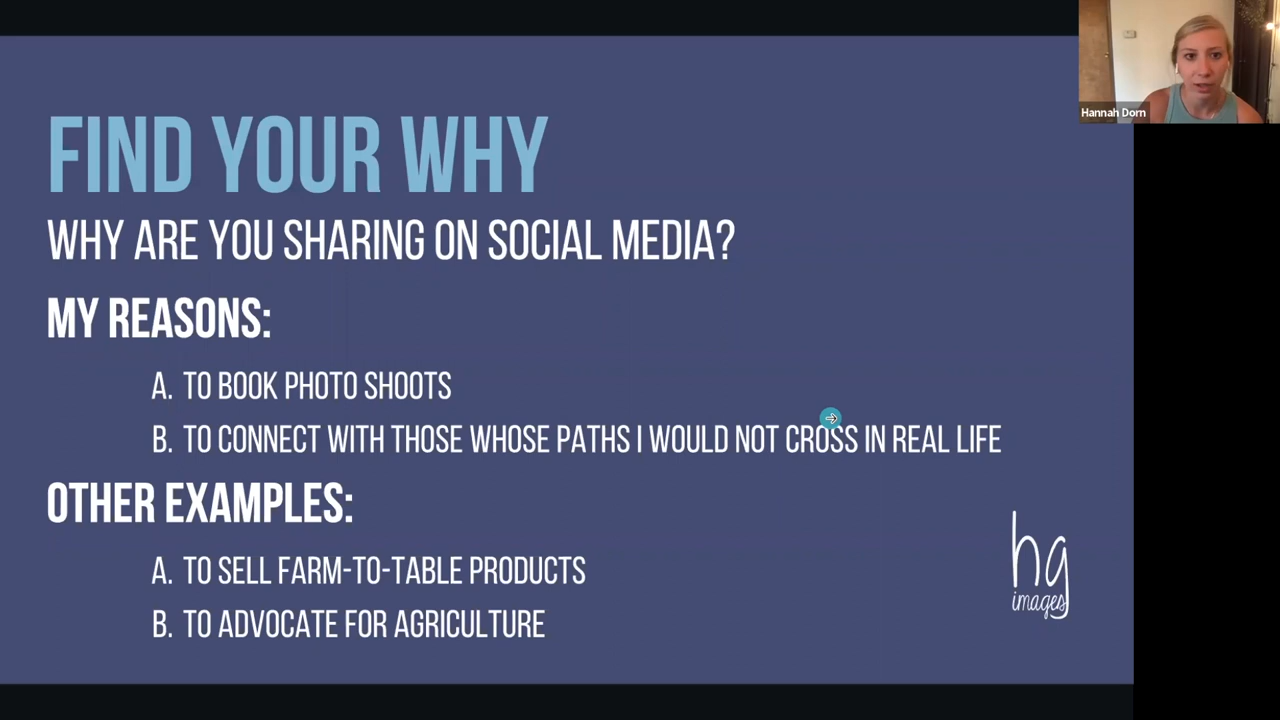 FIND YOUR WHY
WHY ARE YOU SHARING ON SOCIAL MEDIA?
MY REASONS:
A. TO BOOK PHOTO SHOOTS
B. TO CONNECT WITH THOSE WHOSE PATHS I WOULD NOT CROSS IN REAL LIFE
OTHER EXAMPLES:
A. TO SELL FARM-TO-TABLE PRODUCTS
B. TO ADVOCATE FOR AGRICULTURE
hg
images
Hannah Dorn